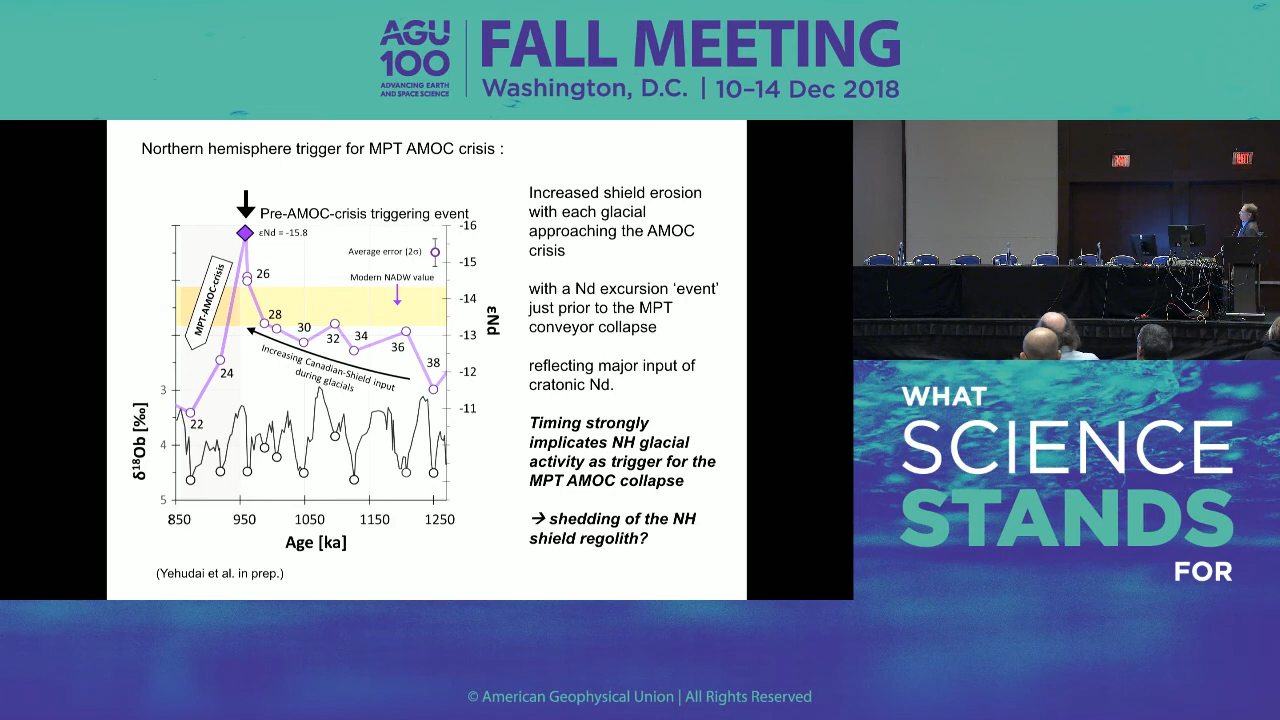 AGU
100
ADVANCING EARTH
AND SPACE SCIENCE
FALL MEETING
Washington, D.C. | 10–14 Dec 2018
Northern hemisphere trigger for MPT AMOC crisis :
Pre-AMOC-crisis triggering event
εNd = -15.8
Average error (2σ)
Modern NADW value
MPT-AMOC-crisis
26
28
30
32
34
36
38
24
22
Increasing Canadian-Shield input
during glacials
-16
-15
-14
-13
-12
-11
εNd
3
4
5
δ¹⁸Ob [‰]
850
950
1050
1150
1250
Age [ka]
(Yehudai et al. in prep.)
Increased shield erosion
with each glacial
approaching the AMOC
crisis
with a Nd excursion ‘event’
just prior to the MPT
conveyor collapse
reflecting major input of
cratonic Nd.
Timing strongly
implicates NH glacial
activity as trigger for the
MPT AMOC collapse
→ shedding of the NH
shield regolith?
WHAT
SCIENCE
STANDS
FOR
© American Geophysical Union | All Rights Reserved